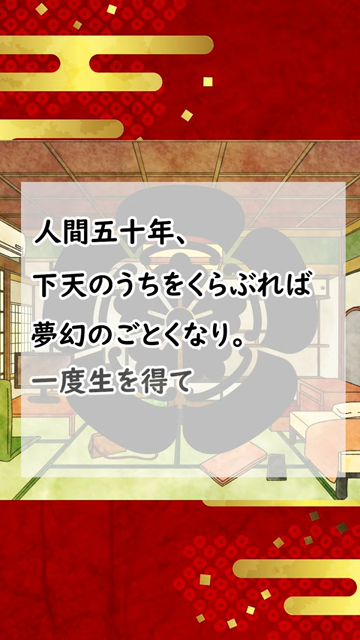 人間五十年、
下天のうちをくらぶれば
夢幻のごとくなり。
一度生を得て